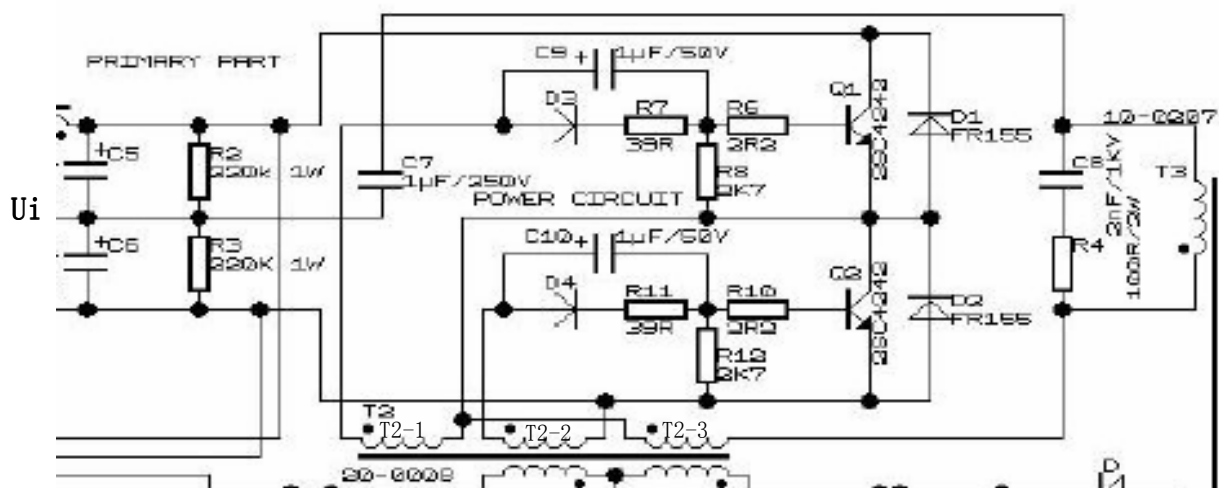 PRIMARY PART
C9 + 1µF/50V
D3
R7
39R
R6
2R2
Q1
2SC4242
D1
FR155
10-0207
+ C5
R2
220k 1W
C7
1µF/250V
R8
2K7
POWER CIRCUIT
C8
2nF/1KV
T3
Ui
+ C6
R3
220K 1W
C10 + 1µF/50V
D4
R11
39R
R10
2R2
Q2
2SC4242
D2
FR155
R4
100R/2W
R12
2K7
T2
T2-1
T2-2
T2-3
20-0008
D